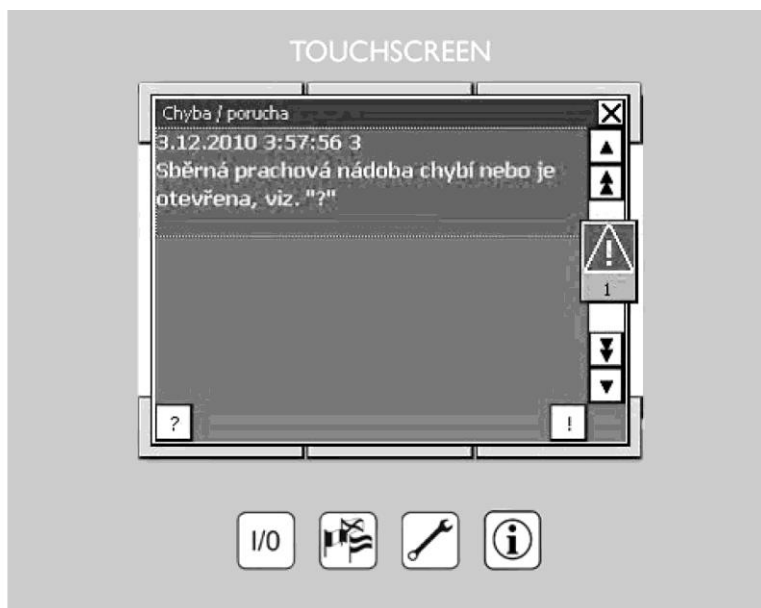 TOUCHSCREEN
Chyba / porucha
3.12.2010 3:57:56 3
Sběrná prachová nádoba chybí nebo je
otevřena, viz. "?"
1
?
!
I/0